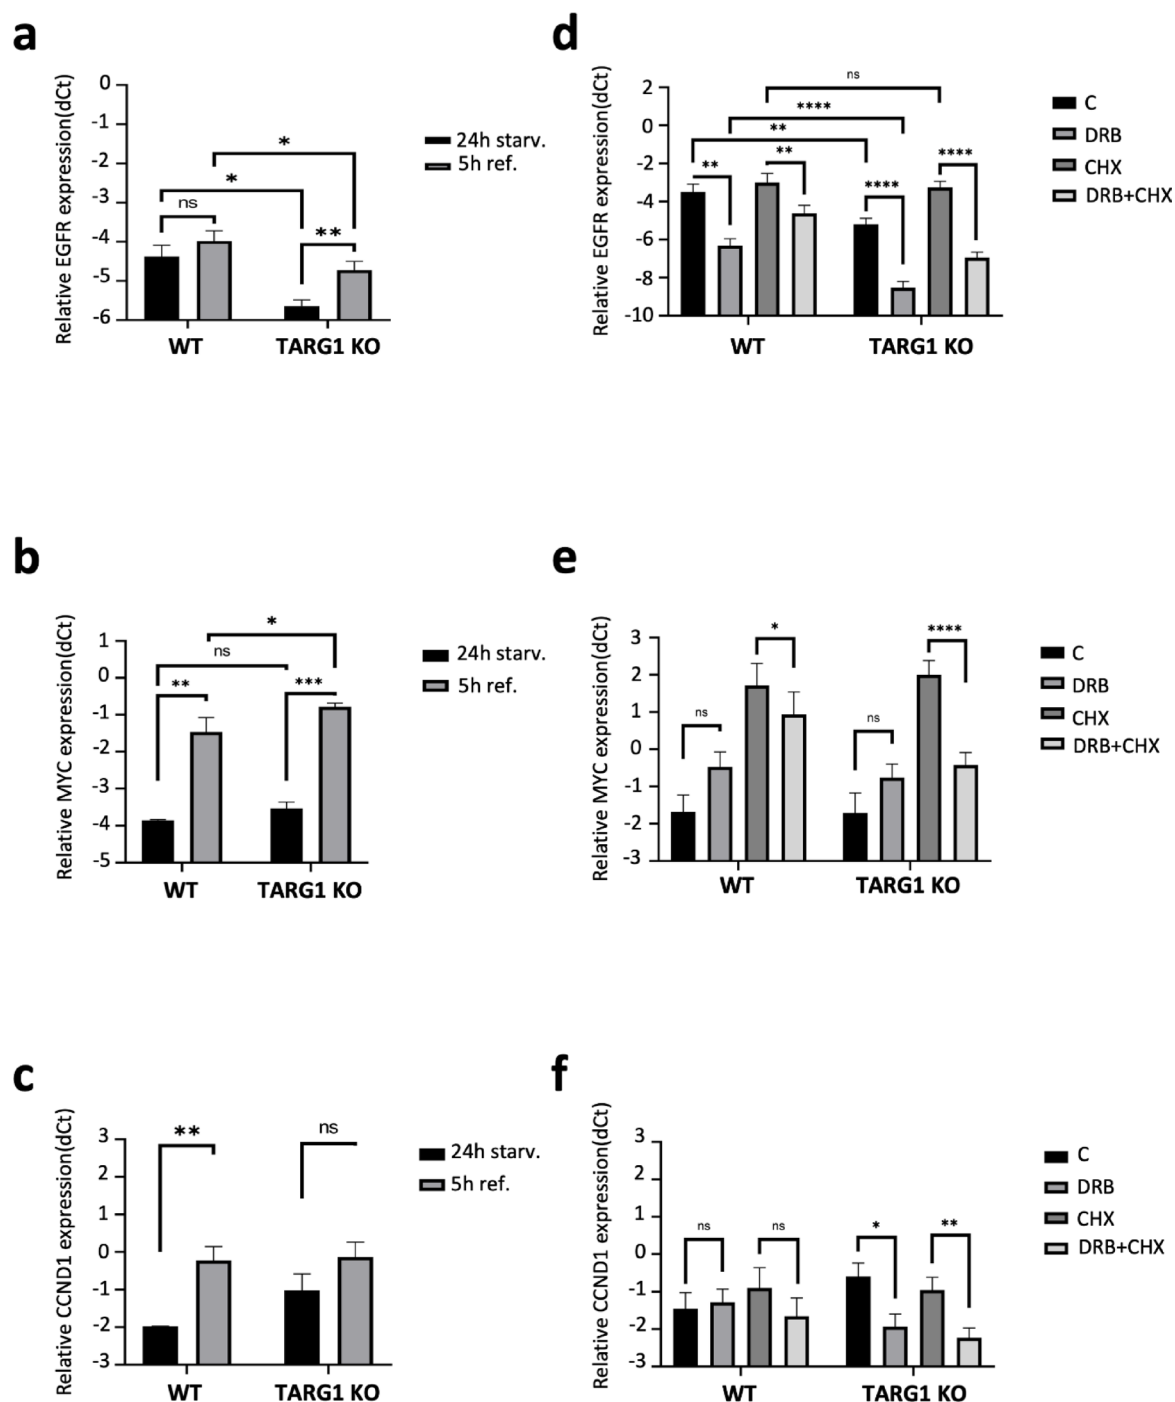 a
Relative EGFR expression(dCt)
0
-1
-2
-3
-4
-5
-6
ns
*
*
**
WT
TARG1 KO
24h starv.
5h ref.
d
Relative EGFR expression(dCt)
2
0
-2
-4
-6
-8
-10
ns
****
**
**
**
****
****
WT
TARG1 KO
C
DRB
CHX
DRB+CHX
b
Relative MYC expression(dCt)
1
0
-1
-2
-3
-4
-5
*
ns
**
***
WT
TARG1 KO
24h starv.
5h ref.
e
Relative MYC expression(dCt)
3
2
1
0
-1
-2
-3
ns
*
ns
****
WT
TARG1 KO
C
DRB
CHX
DRB+CHX
c
Relative CCND1 expression(dCt)
3
2
1
0
-1
-2
-3
**
ns
WT
TARG1 KO
24h starv.
5h ref.
f
Relative CCND1 expression(dCt)
3
2
1
0
-1
-2
-3
ns
ns
*
**
WT
TARG1 KO
C
DRB
CHX
DRB+CHX